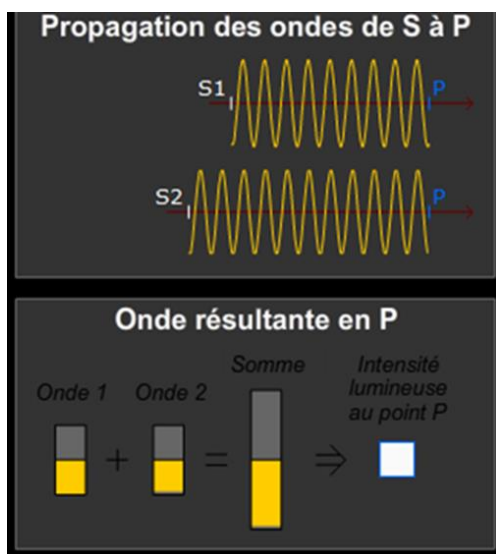 Propagation des ondes de S à P
S1 P
S2 P
Onde résultante en P
Onde 1 Onde 2 Somme Intensité
lumineuse
au point P
+ = ⇒